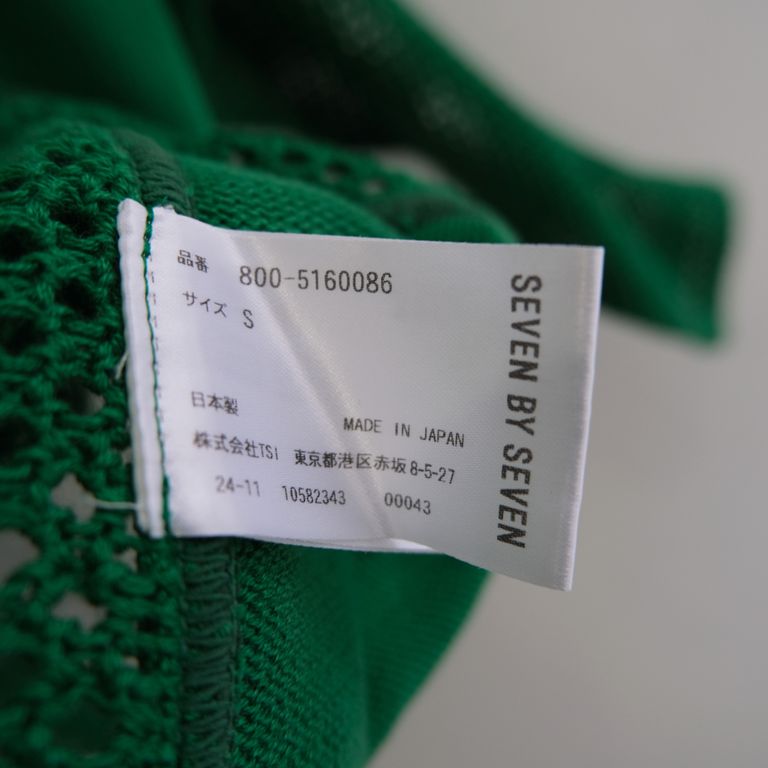 品番 800-5160086
サイズ S
日本製 MADE IN JAPAN
株式会社TSI 東京都港区赤坂8-5-27
24-11 10582343 00043
SEVEN BY SEVEN